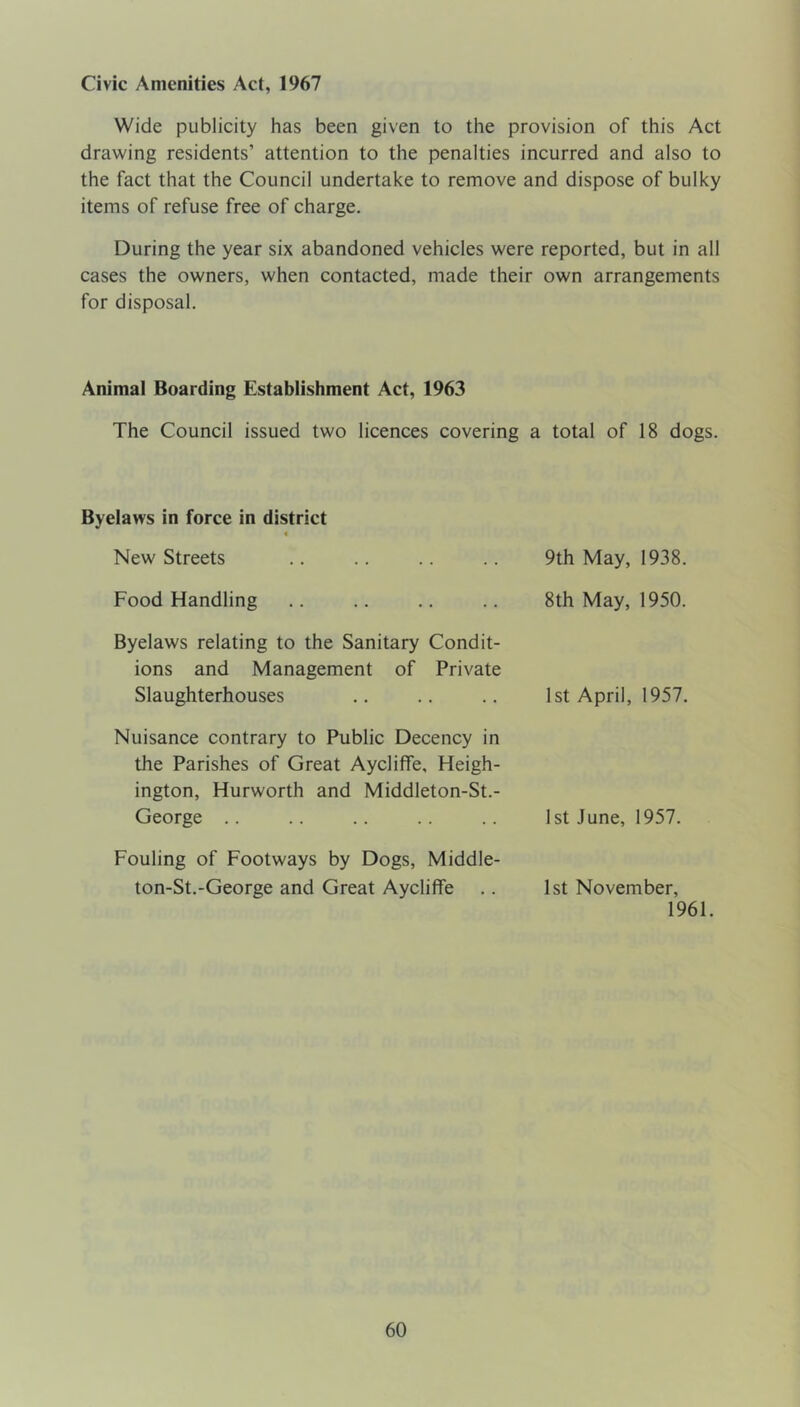 Civic Amenities Act, 1967
Wide publicity has been given to the provision of this Act
drawing residents’ attention to the penalties incurred and also to
the fact that the Council undertake to remove and dispose of bulky
items of refuse free of charge.
During the year six abandoned vehicles were reported, but in all
cases the owners, when contacted, made their own arrangements
for disposal.
Animal Boarding Establishment Act, 1963
The Council issued two licences covering a total of 18 dogs.
Byelaws in force in district
New Streets .. .. .. .. 9th May, 1938.
Food Handling .. .. .. .. 8th May, 1950.
Byelaws relating to the Sanitary Condit-
ions and Management of Private
Slaughterhouses .. .. .. 1st April, 1957.
Nuisance contrary to Public Decency in
the Parishes of Great Aycliffe, Heigh-
ington, Hurworth and Middleton-St.-
George .. .. .. .. .. 1st June, 1957.
Fouling of Footways by Dogs, Middle-
ton-St.-George and Great Aycliffe .. 1st November,
1961.
60